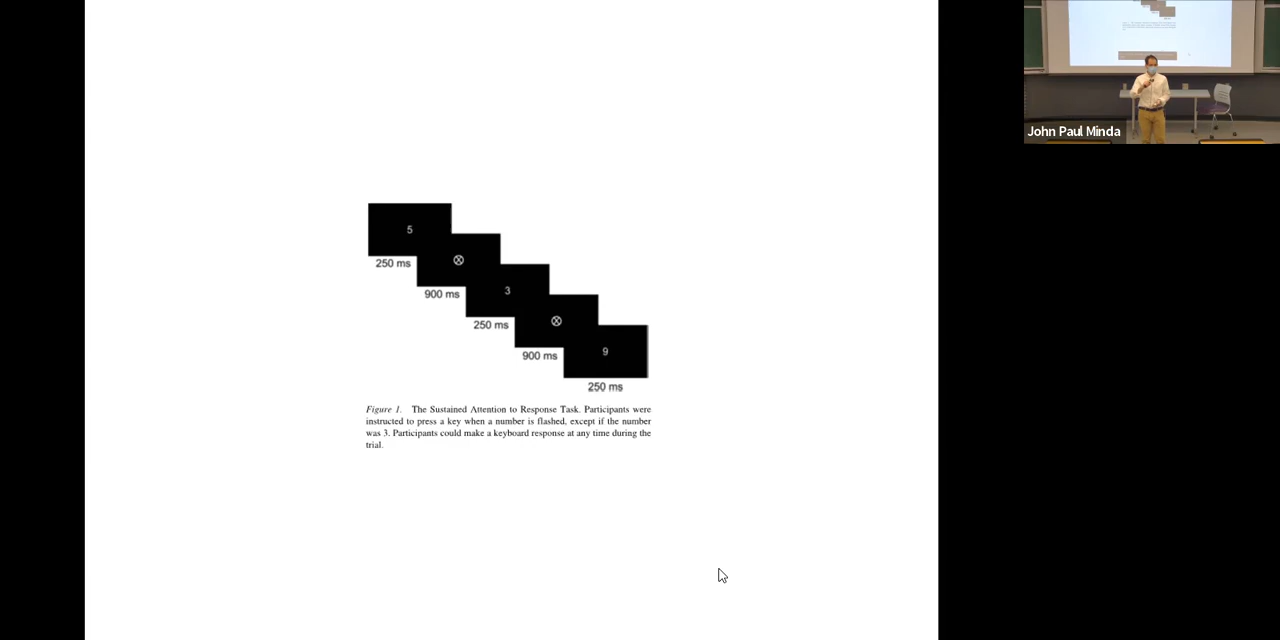 John Paul Minda
5
250 ms
900 ms
3
250 ms
900 ms
9
250 ms
Figure 1. The Sustained Attention to Response Task. Participants were
instructed to press a key when a number is flashed, except if the number
was 3. Participants could make a keyboard response at any time during the
trial.